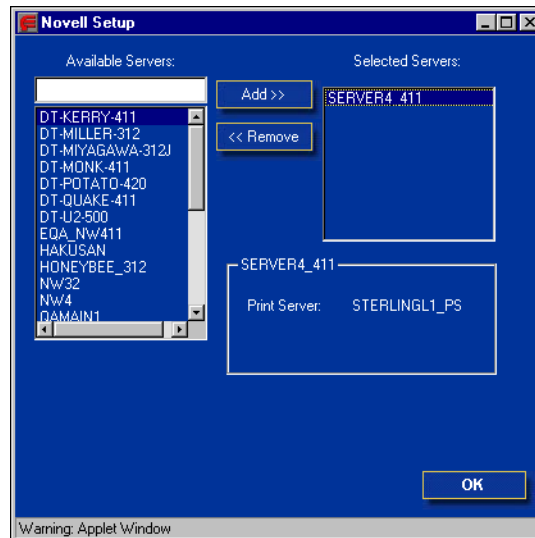 Novell Setup
Available Servers:
Selected Servers:
Add >>
<< Remove
DT-KERRY-411
DT-MILLER-312
DT-MIYAGAWA-312J
DT-MONK-411
DT-POTATO-420
DT-QUAKE-411
DT-U2-500
EQA_NW411
HAKUSAN
HONEYBEE_312
NW32
NW4
QAMAIN1
SERVER4_411
SERVER4_411
Print Server: STERLINGL1_PS
OK
Warning: Applet Window